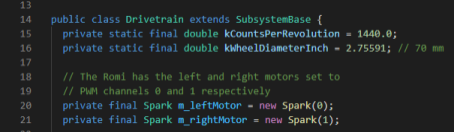 14 public class Drivetrain extends SubsystemBase {
15 private static final double kCountsPerRevolution = 1440.0;
16 private static final double kWheelDiameterInch = 2.75591; // 70 mm
17
18 // The Romi has the left and right motors set to
19 // PWM channels 0 and 1 respectively
20 private final Spark m_leftMotor = new Spark(0);
21 private final Spark m_rightMotor = new Spark(1);